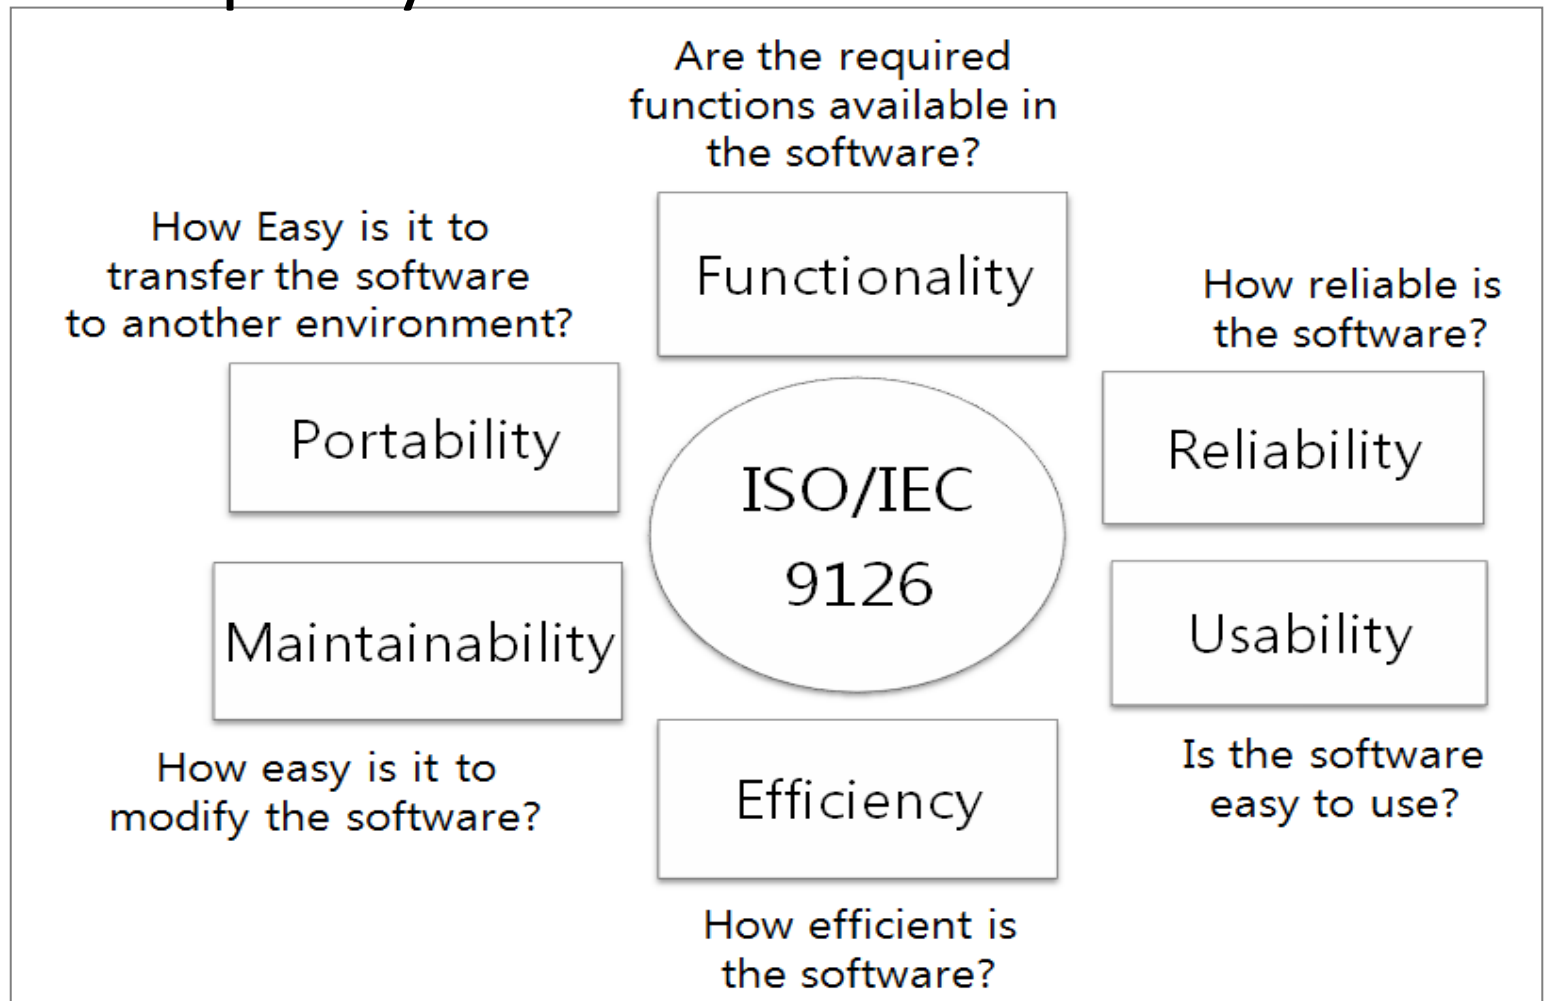 Are the required
functions available in
the software?
Functionality
How Easy is it to
transfer the software
to another environment?
Portability
How reliable is
the software?
Reliability
ISO/IEC
9126
Maintainability
How easy is it to
modify the software?
Usability
Is the software
easy to use?
Efficiency
How efficient is
the software?